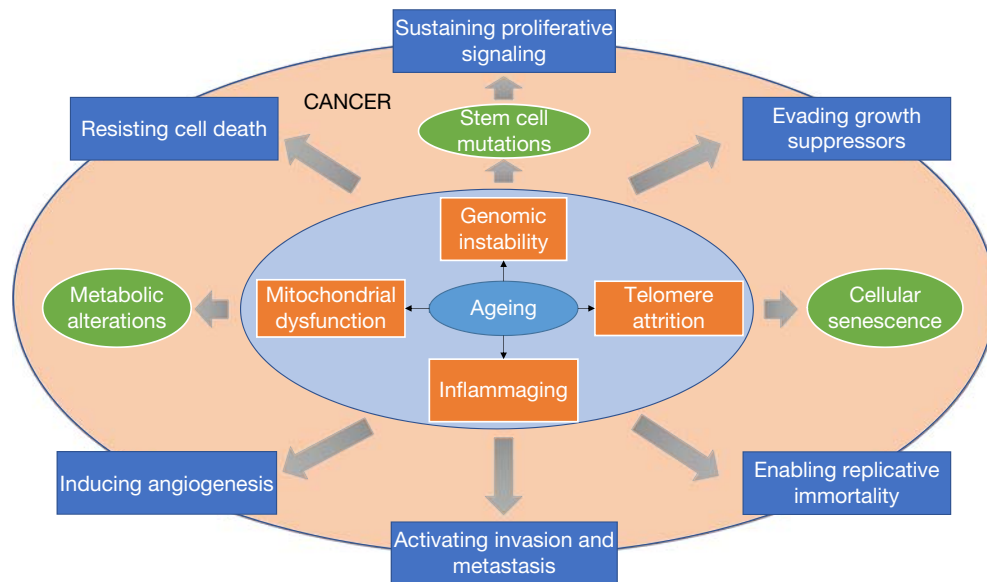 Sustaining proliferative
signaling
CANCER
Resisting cell death
Stem cell
mutations
Evading growth
suppressors
Genomic
instability
Metabolic
alterations
Mitochondrial
dysfunction
Ageing
Telomere
attrition
Cellular
senescence
Inflammaging
Inducing angiogenesis
Enabling replicative
immortality
Activating invasion and
metastasis